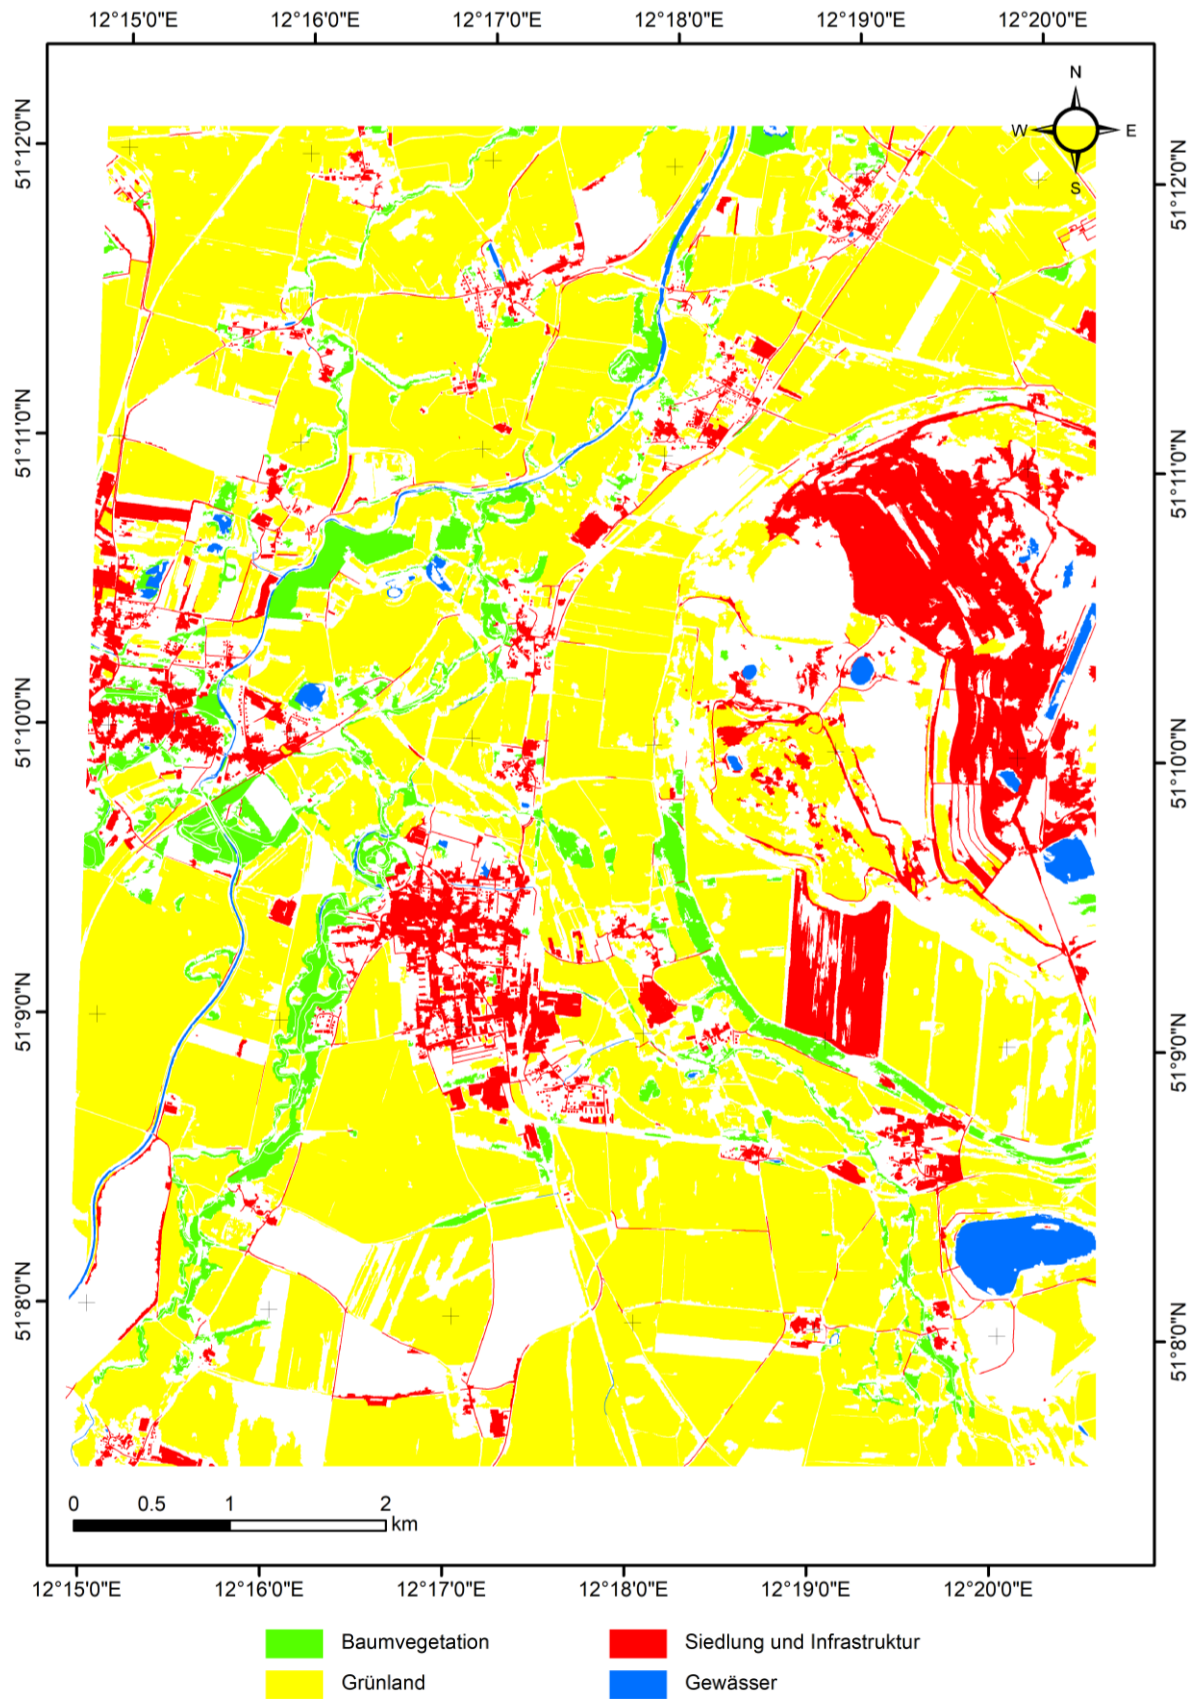 12°15'0"E 12°16'0"E 12°17'0"E 12°18'0"E 12°19'0"E 12°20'0"E
N
W E
S
51°12'0"N 51°12'0"N
51°11'0"N 51°11'0"N
51°10'0"N 51°10'0"N
51°9'0"N 51°9'0"N
51°8'0"N 51°8'0"N
0 0.5 1 2
km
12°15'0"E 12°16'0"E 12°17'0"E 12°18'0"E 12°19'0"E 12°20'0"E
Baumvegetation Siedlung und Infrastruktur
Grünland Gewässer